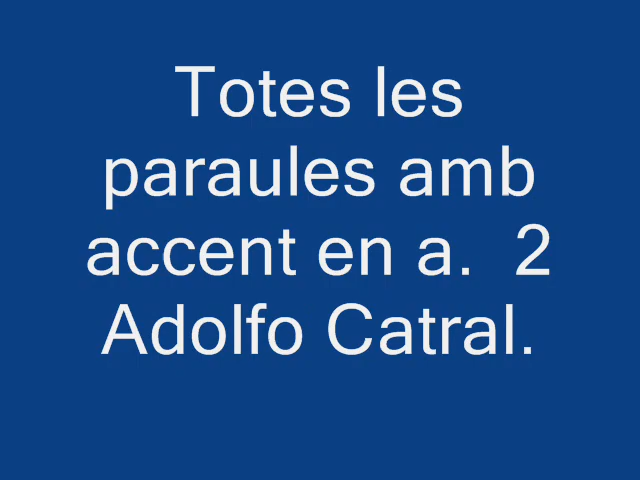 Totes les
paraules amb
accent en a.  2
Adolfo Catral.